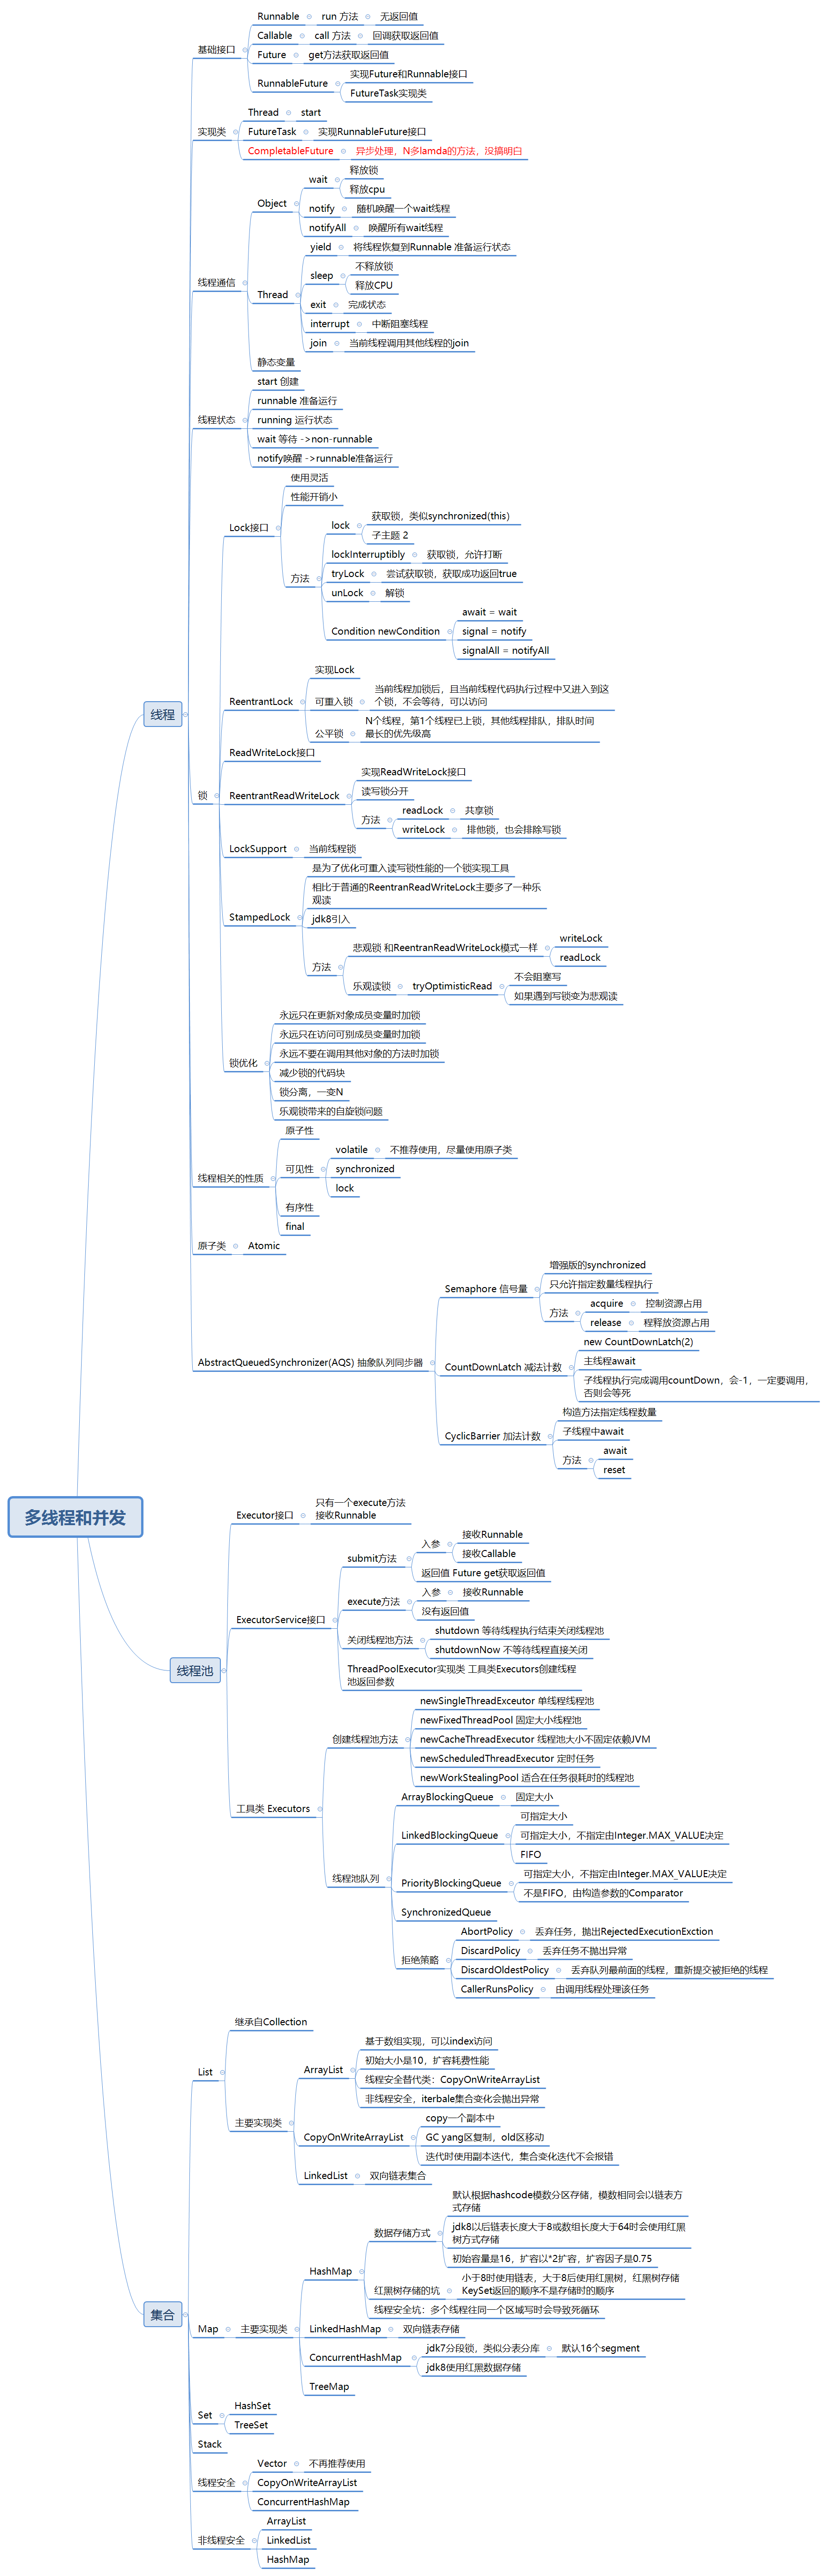 多线程和并发
线程
基础接口
Runnable
run 方法
无返回值
Callable
call 方法
回调获取返回值
Future
get方法获取返回值
RunnableFuture
实现Future和Runnable接口
FutureTask实现类
实现类
Thread
start
FutureTask
实现RunnableFuture接口
CompletableFuture
异步处理，N多lamda的方法，没搞明白
线程通信
Object
wait
释放锁
释放cpu
notify
随机唤醒一个wait线程
notifyAll
唤醒所有wait线程
Thread
yield
将线程恢复到Runnable 准备运行状态
sleep
不释放锁
释放CPU
exit
完成状态
interrupt
中断阻塞线程
join
当前线程调用其他线程的join
静态变量
线程状态
start 创建
runnable 准备运行
running 运行状态
wait 等待 ->non-runnable
notify唤醒 ->runnable准备运行
锁
Lock接口
使用灵活
性能开销小
方法
lock
获取锁，类似synchronized(this)
子主题 2
lockInterruptibly
获取锁，允许打断
tryLock
尝试获取锁，获取成功返回true
unLock
解锁
Condition newCondition
await = wait
signal = notify
signalAll = notifyAll
ReentrantLock
实现Lock
可重入锁
当前线程加锁后，且当前线程代码执行过程中又进入到这
个锁，不会等待，可以访问
公平锁
N个线程，第1个线程已上锁，其他线程排队，排队时间
最长的优先级高
ReadWriteLock接口
ReentrantReadWriteLock
实现ReadWriteLock接口
读写锁分开
方法
readLock
共享锁
writeLock
排他锁，也会排除写锁
LockSupport
当前线程锁
StampedLock
是为了优化可重入读写锁性能的一个锁实现工具
相比于普通的ReentranReadWriteLock主要多了一种乐
观读
jdk8引入
方法
悲观锁 和ReentranReadWriteLock模式一样
writeLock
readLock
乐观读锁
tryOptimisticRead
不会阻塞写
如果遇到写锁变为悲观读
锁优化
永远只在更新对象成员变量时加锁
永远只在访问可别成员变量时加锁
永远不要在调用其他对象的方法时加锁
减少锁的代码块
锁分离，一变N
乐观锁带来的自旋锁问题
线程相关的性质
原子性
可见性
volatile
不推荐使用，尽量使用原子类
synchronized
lock
有序性
final
原子类
Atomic
AbstractQueuedSynchronizer(AQS) 抽象队列同步器
Semaphore 信号量
增强版的synchronized
只允许指定数量线程执行
方法
acquire
控制资源占用
release
程释放资源占用
CountDownLatch 减法计数
new CountDownLatch(2)
主线程await
子线程执行完成调用countDown，会-1，一定要调用，
否则会等死
CyclicBarrier 加法计数
构造方法指定线程数量
子线程中await
方法
await
reset
线程池
Executor接口
只有一个execute方法
接收Runnable
ExecutorService接口
submit方法
入参
接收Runnable
接收Callable
返回值 Future get获取返回值
execute方法
入参
接收Runnable
没有返回值
关闭线程池方法
shutdown 等待线程执行结束关闭线程池
shutdownNow 不等待线程直接关闭
ThreadPoolExecutor实现类 工具类Executors创建线程
池返回参数
工具类 Executors
创建线程池方法
newSingleThreadExceutor 单线程线程池
newFixedThreadPool 固定大小线程池
newCacheThreadExecutor 线程池大小不固定依赖JVM
newScheduledThreadExecutor 定时任务
newWorkStealingPool 适合在任务很耗时的线程池
线程池队列
ArrayBlockingQueue
固定大小
LinkedBlockingQueue
可指定大小
可指定大小，不指定由Integer.MAX_VALUE决定
FIFO
PriorityBlockingQueue
可指定大小，不指定由Integer.MAX_VALUE决定
不是FIFO，由构造参数的Comparator
SynchronizedQueue
拒绝策略
AbortPolicy
丢弃任务，抛出RejectedExecutionExction
DiscardPolicy
丢弃任务不抛出异常
DiscardOldestPolicy
丢弃队列最前面的线程，重新提交被拒绝的线程
CallerRunsPolicy
由调用线程处理该任务
集合
List
继承自Collection
主要实现类
ArrayList
基于数组实现，可以index访问
初始大小是10，扩容耗费性能
线程安全替代类：CopyOnWriteArrayList
非线程安全，iterbale集合变化会抛出异常
CopyOnWriteArrayList
copy一个副本中
GC yang区复制，old区移动
迭代时使用副本迭代，集合变化迭代不会报错
LinkedList
双向链表集合
Map
主要实现类
HashMap
数据存储方式
默认根据hashcode模数分区存储，模数相同会以链表方
式存储
jdk8以后链表长度大于8或数组长度大于64时会使用红黑
树方式存储
初始容量是16，扩容以*2扩容，扩容因子是0.75
红黑树存储的坑
小于8时使用链表，大于8后使用红黑树，红黑树存储
KeySet返回的顺序不是存储时的顺序
线程安全坑：多个线程往同一个区域写时会导致死循环
LinkedHashMap
双向链表存储
ConcurrentHashMap
jdk7分段锁，类似分表分库
默认16个segment
jdk8使用红黑数据存储
TreeMap
Set
HashSet
TreeSet
Stack
线程安全
Vector
不再推荐使用
CopyOnWriteArrayList
ConcurrentHashMap
非线程安全
ArrayList
LinkedList
HashMap